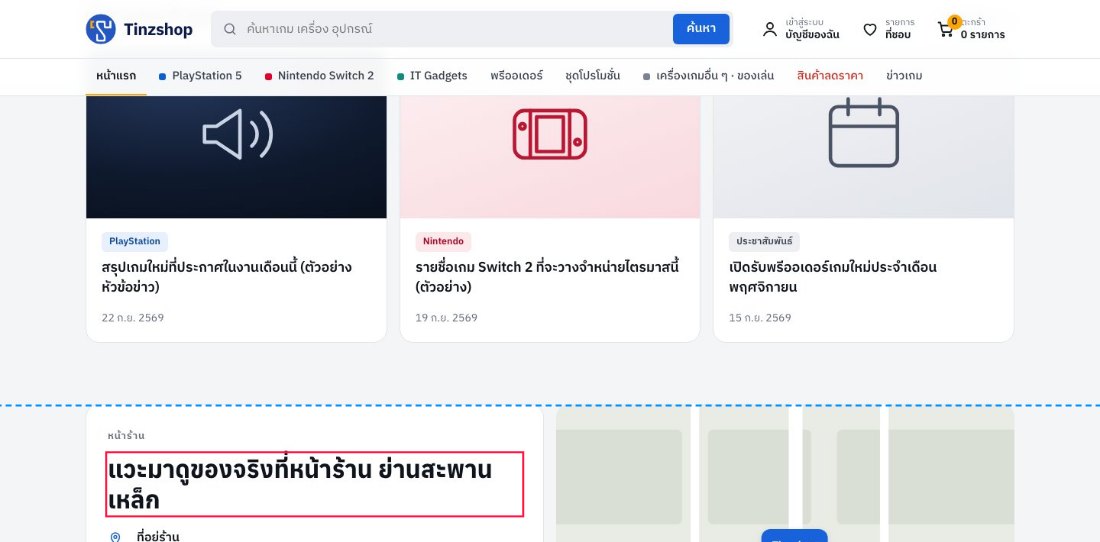 Tinzshop
ค้นหาเกม เครื่อง อุปกรณ์
ค้นหา
เข้าสู่ระบบ
บัญชีของฉัน
รายการ
ที่ชอบ
0
ตะกร้า
0 รายการ
หน้าแรก
PlayStation 5
Nintendo Switch 2
IT Gadgets
พรีออเดอร์
ชุดโปรโมชั่น
เครื่องเกมอื่น ๆ · ของเล่น
สินค้าลดราคา
ข่าวเกม
PlayStation
สรุปเกมใหม่ที่ประกาศในงานเดือนนี้ (ตัวอย่าง
หัวข้อข่าว)
22 ก.ย. 2569
Nintendo
รายชื่อเกม Switch 2 ที่จะวางจำหน่ายไตรมาสนี้
(ตัวอย่าง)
19 ก.ย. 2569
ประชาสัมพันธ์
เปิดรับพรีออเดอร์เกมใหม่ประจำเดือน
พฤศจิกายน
15 ก.ย. 2569
หน้าร้าน
แวะมาดูของจริงที่หน้าร้าน ย่านสะพาน
เหล็ก
ที่อยู่ร้าน